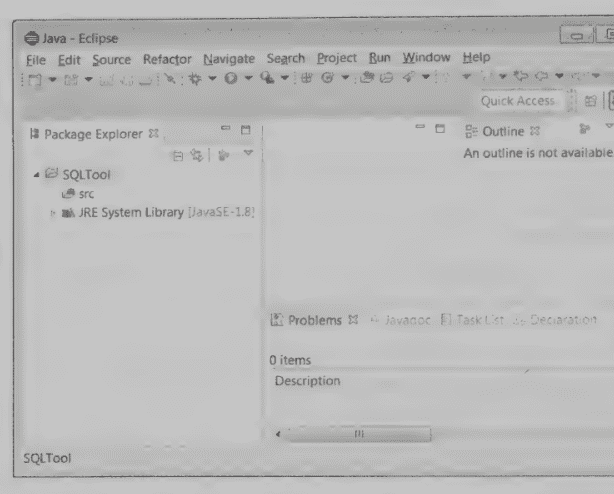 Java - Eclipse
File Edit Source Refactor Navigate Search Project Run Window Help
Quick Access
Package Explorer
Outline
An outline is not available
SQLTool
src
JRE System Library [JavaSE-1.8]
Problems Javadoc Task List Declaration
0 items
Description
SQLTool